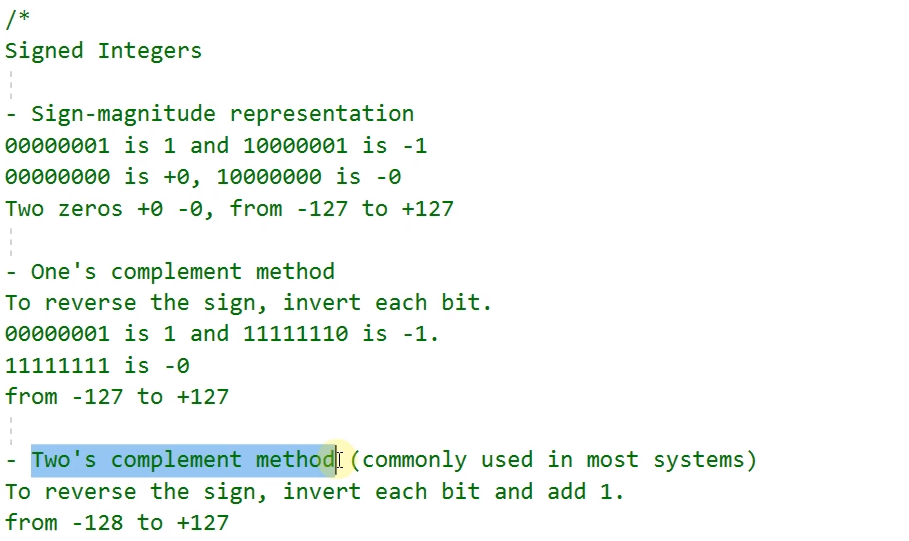 /*
Signed Integers
- Sign-magnitude representation
00000001 is 1 and 10000001 is -1
00000000 is +0, 10000000 is -0
Two zeros +0 -0, from -127 to +127
- One's complement method
To reverse the sign, invert each bit.
00000001 is 1 and 11111110 is -1.
11111111 is -0
from -127 to +127
- Two's complement method (commonly used in most systems)
To reverse the sign, invert each bit and add 1.
from -128 to +127